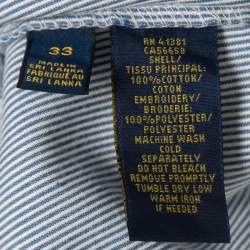 33
MADE IN
SRI LANKA
FABRIQUÉ AU
SRI LANKA
RN 41381
CA56659
SHELL/
TISSU PRINCIPAL:
100%COTTON/
COTON
EMBROIDERY/
BRODERIE:
100%POLYESTER/
POLYESTER
MACHINE WASH
COLD
SEPARATELY
DO NOT BLEACH
REMOVE PROMPTLY
TUMBLE DRY LOW
WARM IRON
IF NEEDED